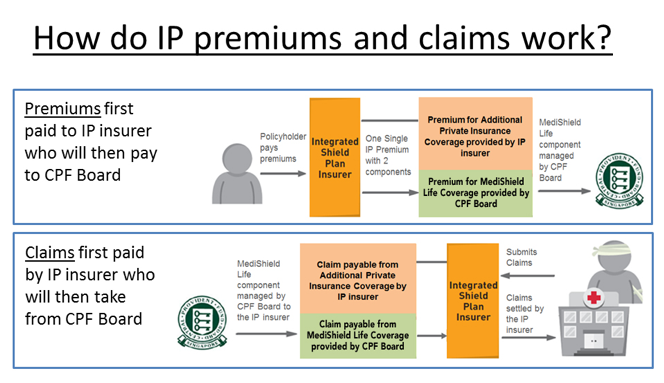 How do IP premiums and claims work?
Premiums first
paid to IP insurer
who will then pay
to CPF Board
Policyholder
pays
premiums
Integrated
Shield
Plan
Insurer
One Single
IP Premium
with 2
components
Premium for Additional
Private Insurance
Coverage provided by IP
insurer
Premium for MediShield
Life Coverage provided by
CPF Board
MediShield
Life
component
managed
by CPF
Board
Claims first paid
by IP insurer who
will then take
from CPF Board
MediShield
Life
component
managed by
CPF Board to
the IP insurer
Claim payable from
Additional Private
Insurance Coverage by
IP insurer
Claim payable from
MediShield Life Coverage
provided by CPF Board
Integrated
Shield
Plan
Insurer
Submits
Claims
Claims
settled by
the IP
insurer